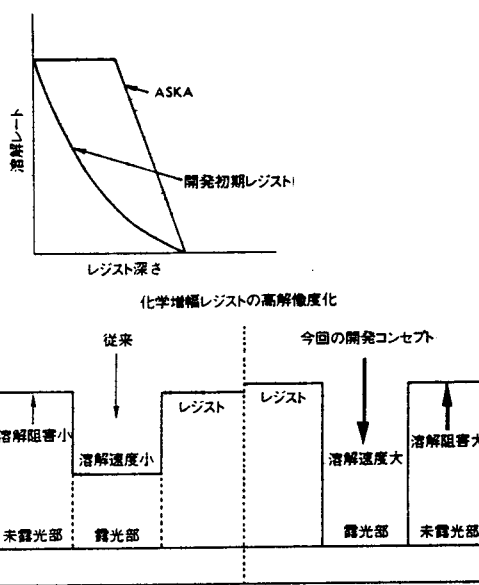 溶解レート
ASKA
開発初期レジスト
レジスト深さ
化学増幅レジストの高解像度化
従来
今回の開発コンセプト
レジスト
レジスト
溶解阻害小
溶解速度小
溶解速度大
溶解阻害大
未露光部
露光部
露光部
未露光部